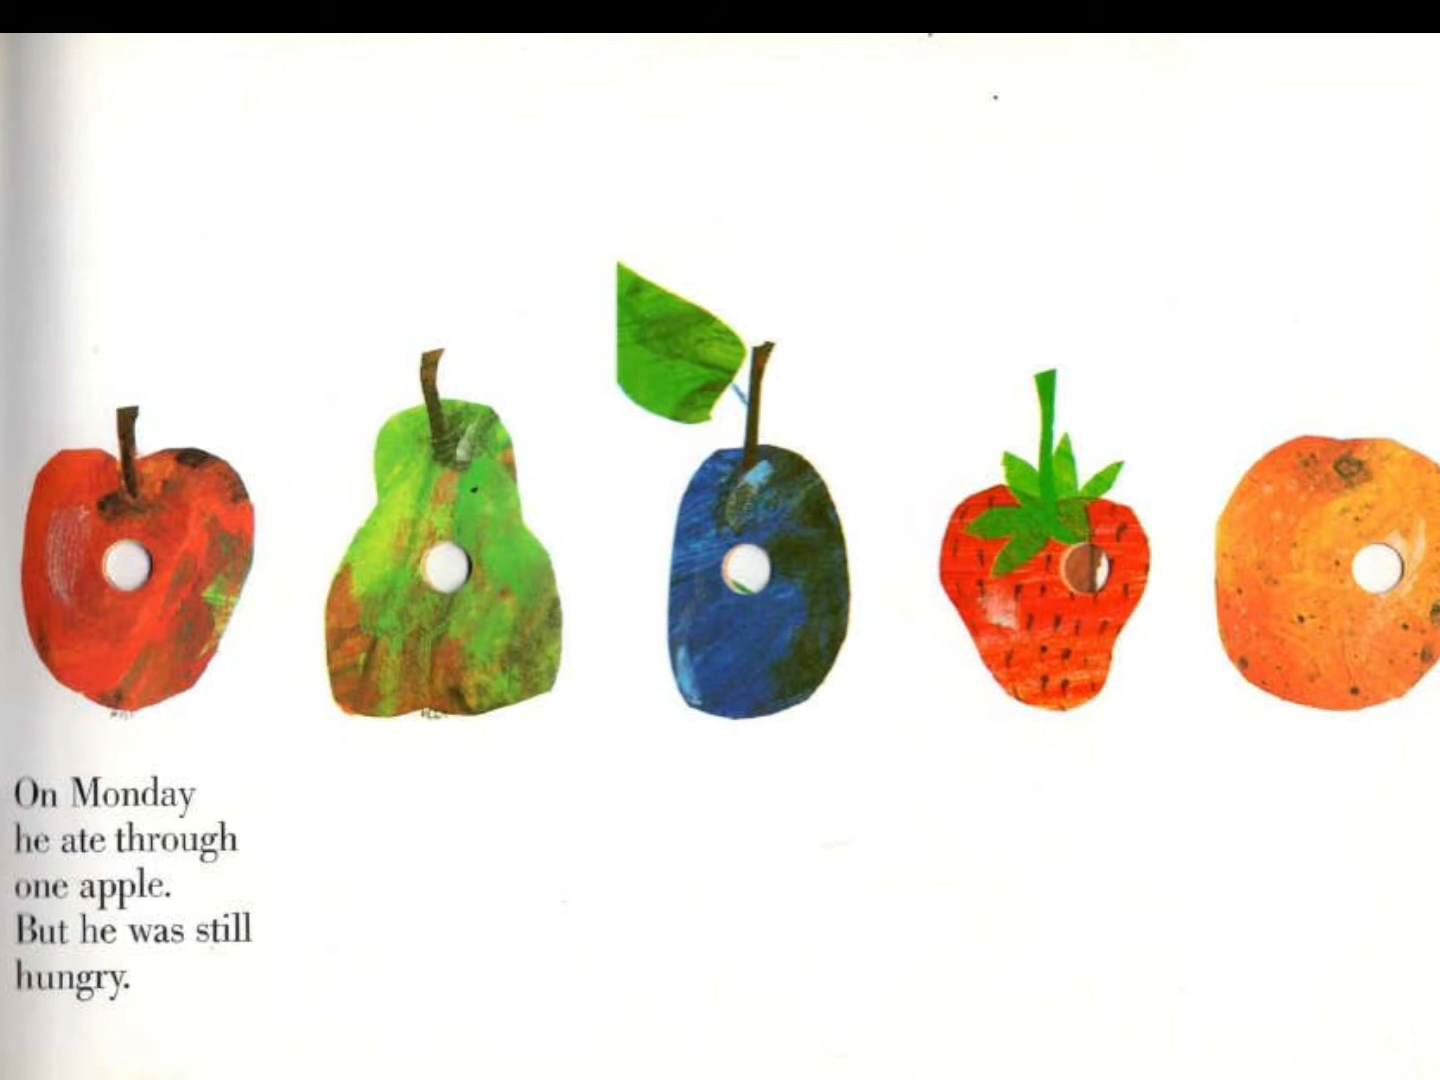 On Monday
he ate through
one apple.
But he was still
hungry.